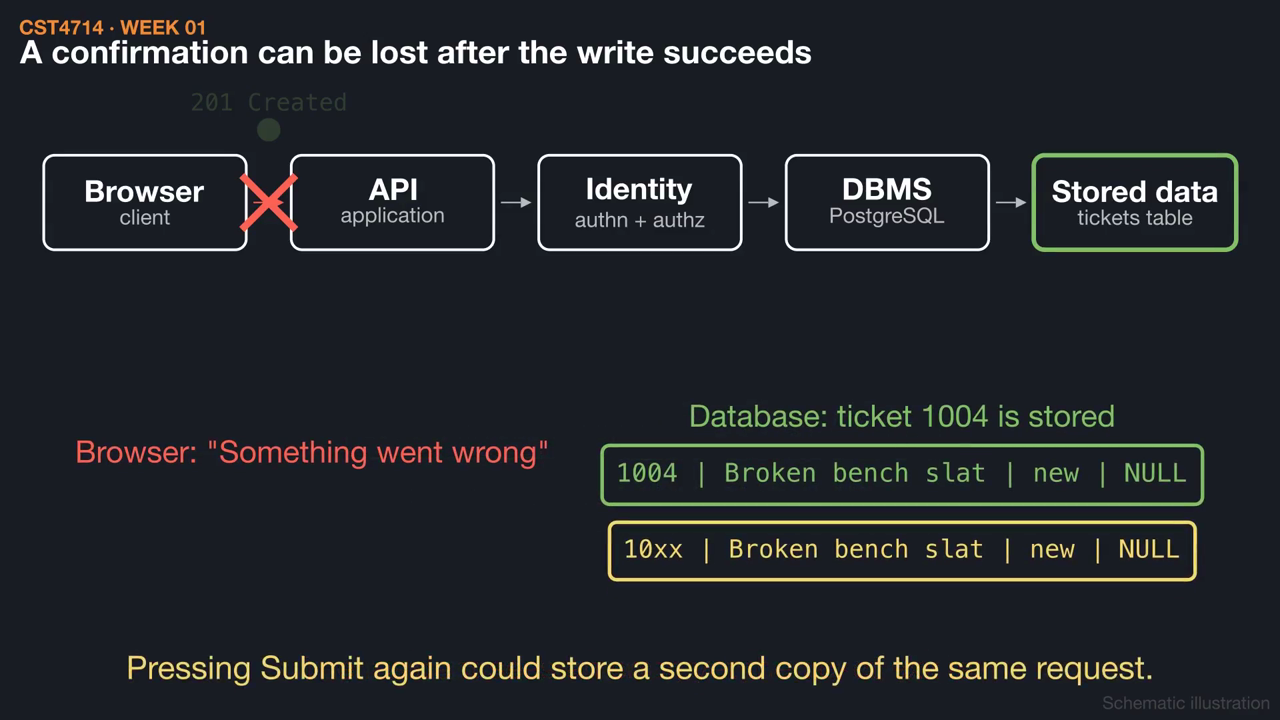 CST4714 · WEEK 01
A confirmation can be lost after the write succeeds
201 Created
Browser
client
API
application
Identity
authn + authz
DBMS
PostgreSQL
Stored data
tickets table
Browser: "Something went wrong"
Database: ticket 1004 is stored
1004 | Broken bench slat | new | NULL
10xx | Broken bench slat | new | NULL
Pressing Submit again could store a second copy of the same request.
Schematic illustration